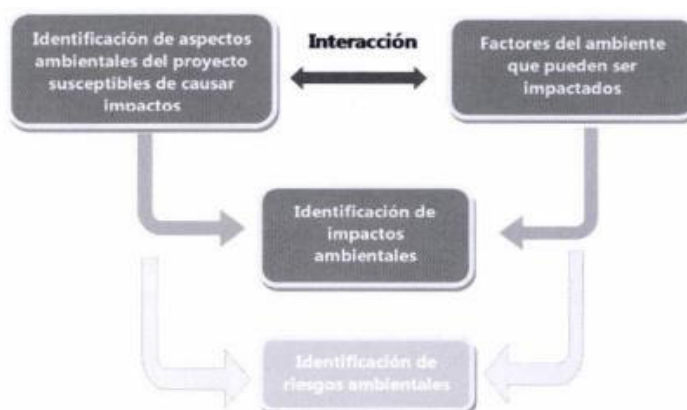 Identificación de aspectos
ambientales del proyecto
susceptibles de causar
impactos
Interacción
Factores del ambiente
que pueden ser
impactados
Identificación de
impactos
ambientales
Identificación de
riesgos ambientales